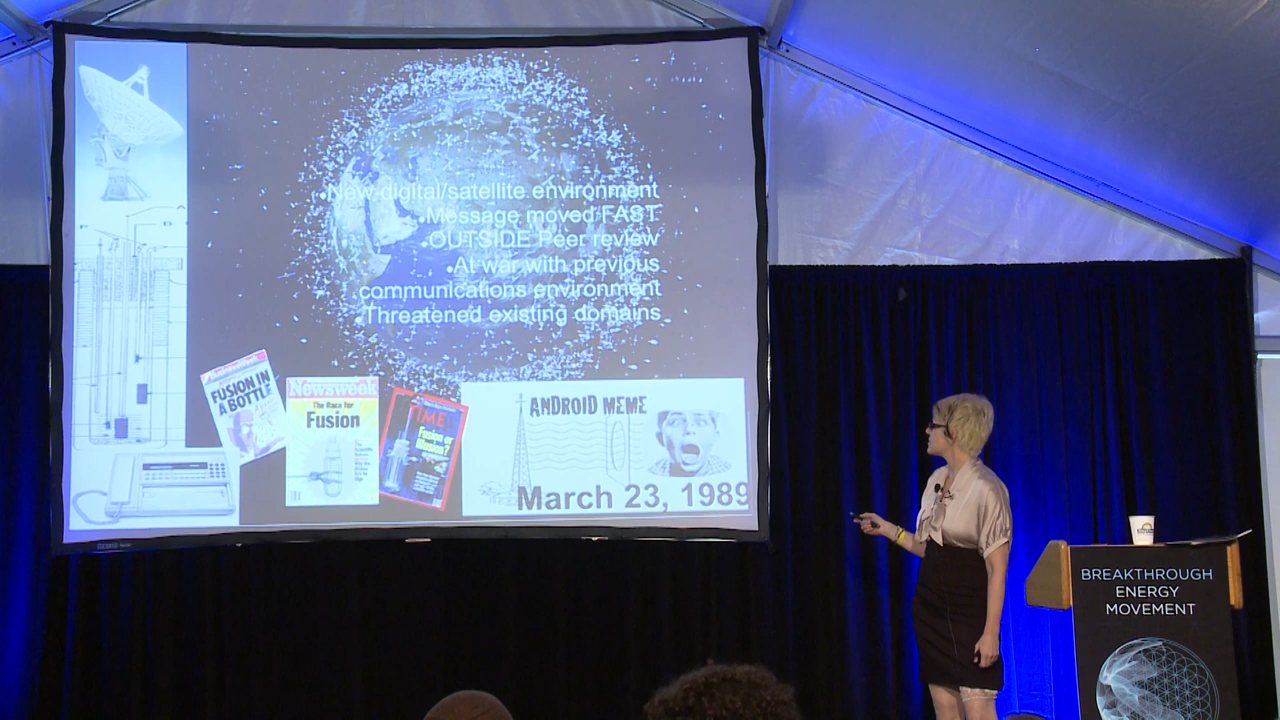 New digital/satellite environment
•Message moved FAST
•OUTSIDE Peer review
•At war with previous
communications environment
•Threatened existing domains
FUSION IN
A BOTTLE
Newsweek
The Race for
Fusion
TIME
ANDROID MEME
March 23, 1989
BREAKTHROUGH
ENERGY
MOVEMENT